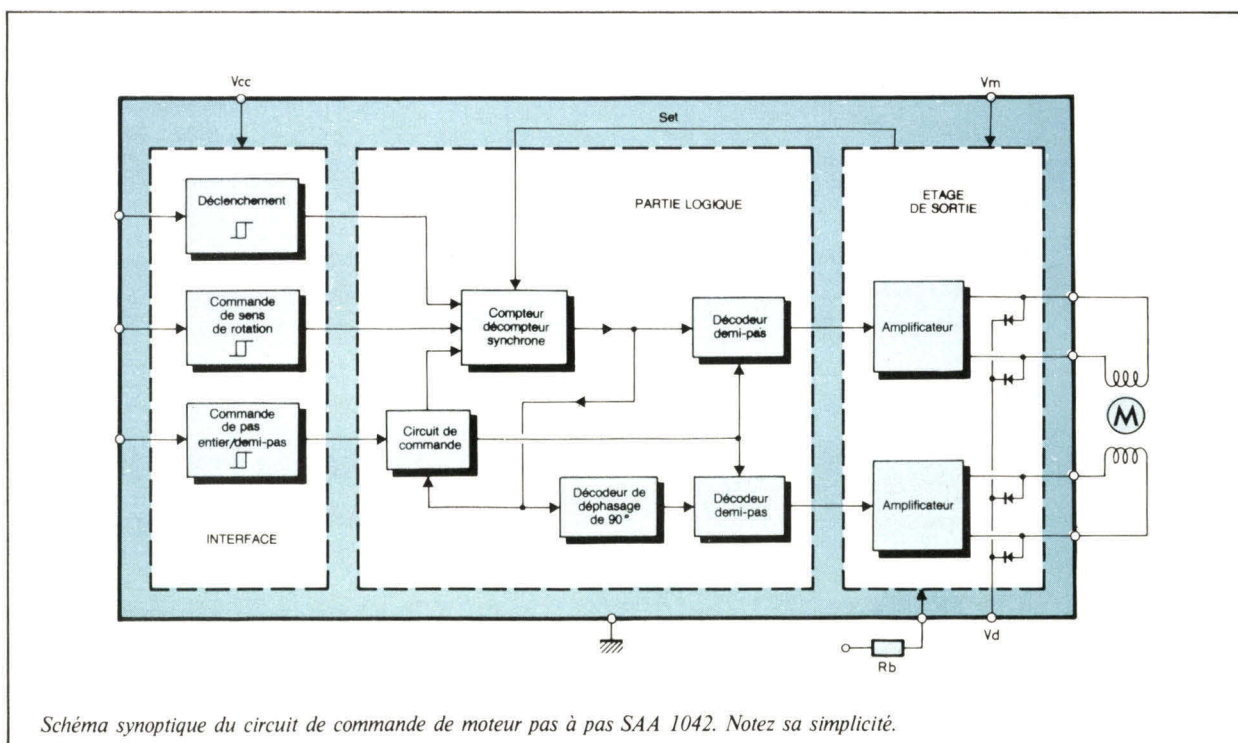 Vcc
Vm
Set
Déclenchement
PARTIE LOGIQUE
ETAGE
DE SORTIE
Commande
de sens
de rotation
Compteur
décompteur
synchrone
Décodeur
demi-pas
Amplificateur
Commande
de pas
entier/demi-pas
Circuit de
commande
M
Décodeur de
déphasage
de 90°
Décodeur
demi-pas
Amplificateur
INTERFACE
Rb
Vd
Schéma synoptique du circuit de commande de moteur pas à pas SAA 1042. Notez sa simplicité.